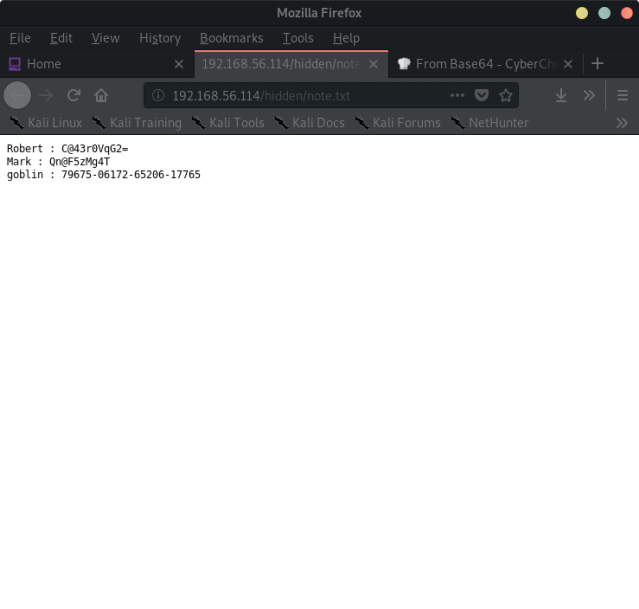 Mozilla Firefox
File Edit View History Bookmarks Tools Help
Home 192.168.56.114/hidden/note From Base64 - CyberCh
192.168.56.114/hidden/note.txt
Kali Linux Kali Training Kali Tools Kali Docs Kali Forums NetHunter
Robert : C@43r0VqG2=
Mark : Qn@F5zMg4T
goblin : 79675-06172-65206-17765